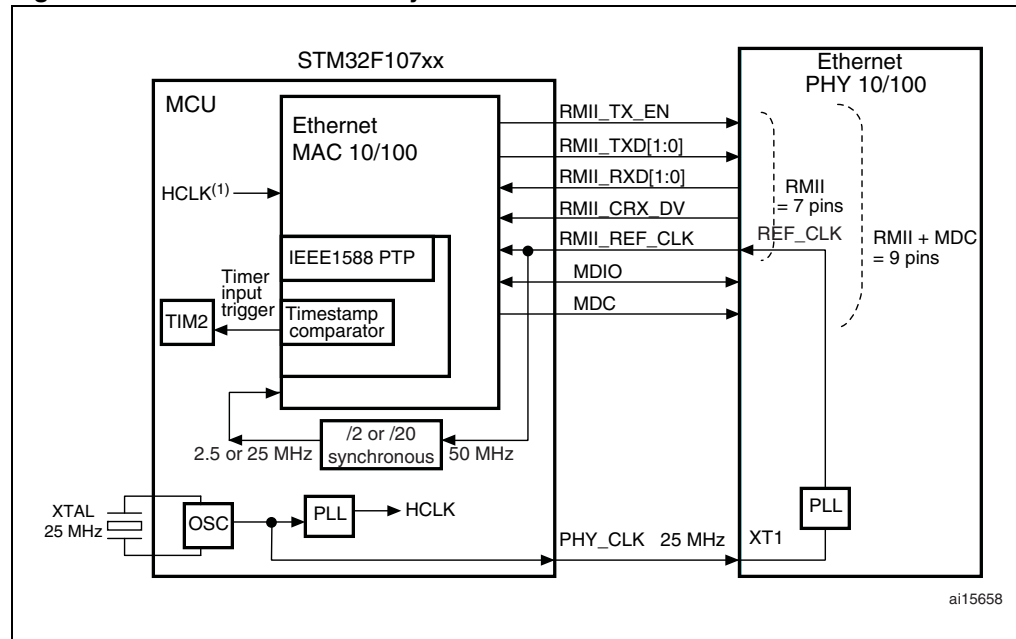 STM32F107xx
Ethernet
PHY 10/100
MCU
Ethernet
MAC 10/100
HCLK(1)
IEEE1588 PTP
Timer
input
trigger
Timestamp
comparator
TIM2
RMII_TX_EN
RMII_TXD[1:0]
RMII_RXD[1:0]
RMII_CRX_DV
RMII_REF_CLK
MDIO
MDC
RMII
= 7 pins
REF_CLK
RMII + MDC
= 9 pins
2.5 or 25 MHz
/2 or /20
synchronous
50 MHz
XTAL
25 MHz
OSC
PLL
HCLK
PHY_CLK 25 MHz
XT1
PLL
ai15658